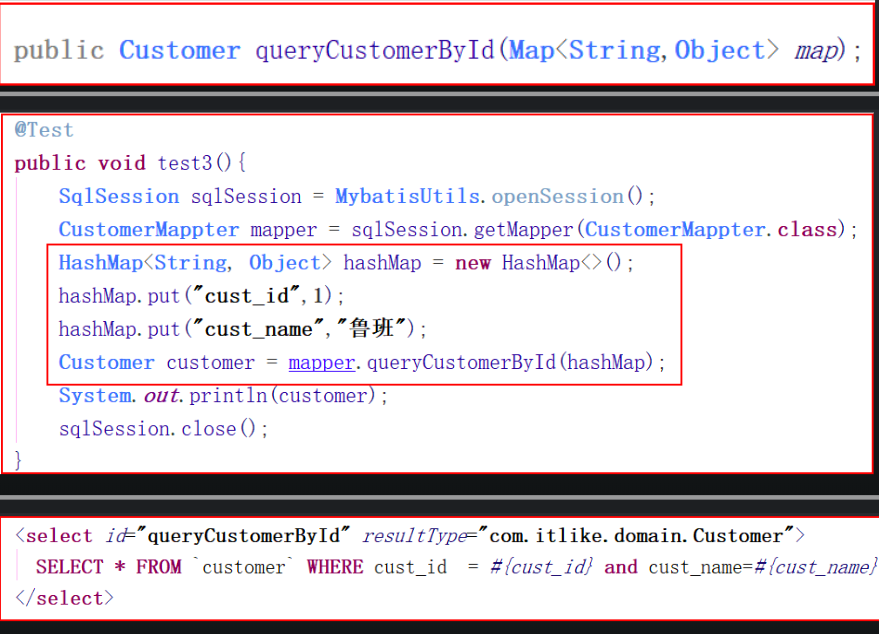 public Customer queryCustomerById(Map<String,Object> map);
@Test
public void test3(){
SqlSession sqlSession = MybatisUtils.openSession();
CustomerMappter mapper = sqlSession.getMapper(CustomerMappter.class);
HashMap<String, Object> hashMap = new HashMap<>();
hashMap.put("cust_id",1);
hashMap.put("cust_name","鲁班");
Customer customer = mapper.queryCustomerById(hashMap);
System.out.println(customer);
sqlSession.close();
}
<select id="queryCustomerById" resultType="com.itlike.domain.Customer">
SELECT * FROM `customer` WHERE cust_id = #{cust_id} and cust_name=#{cust_name}
</select>